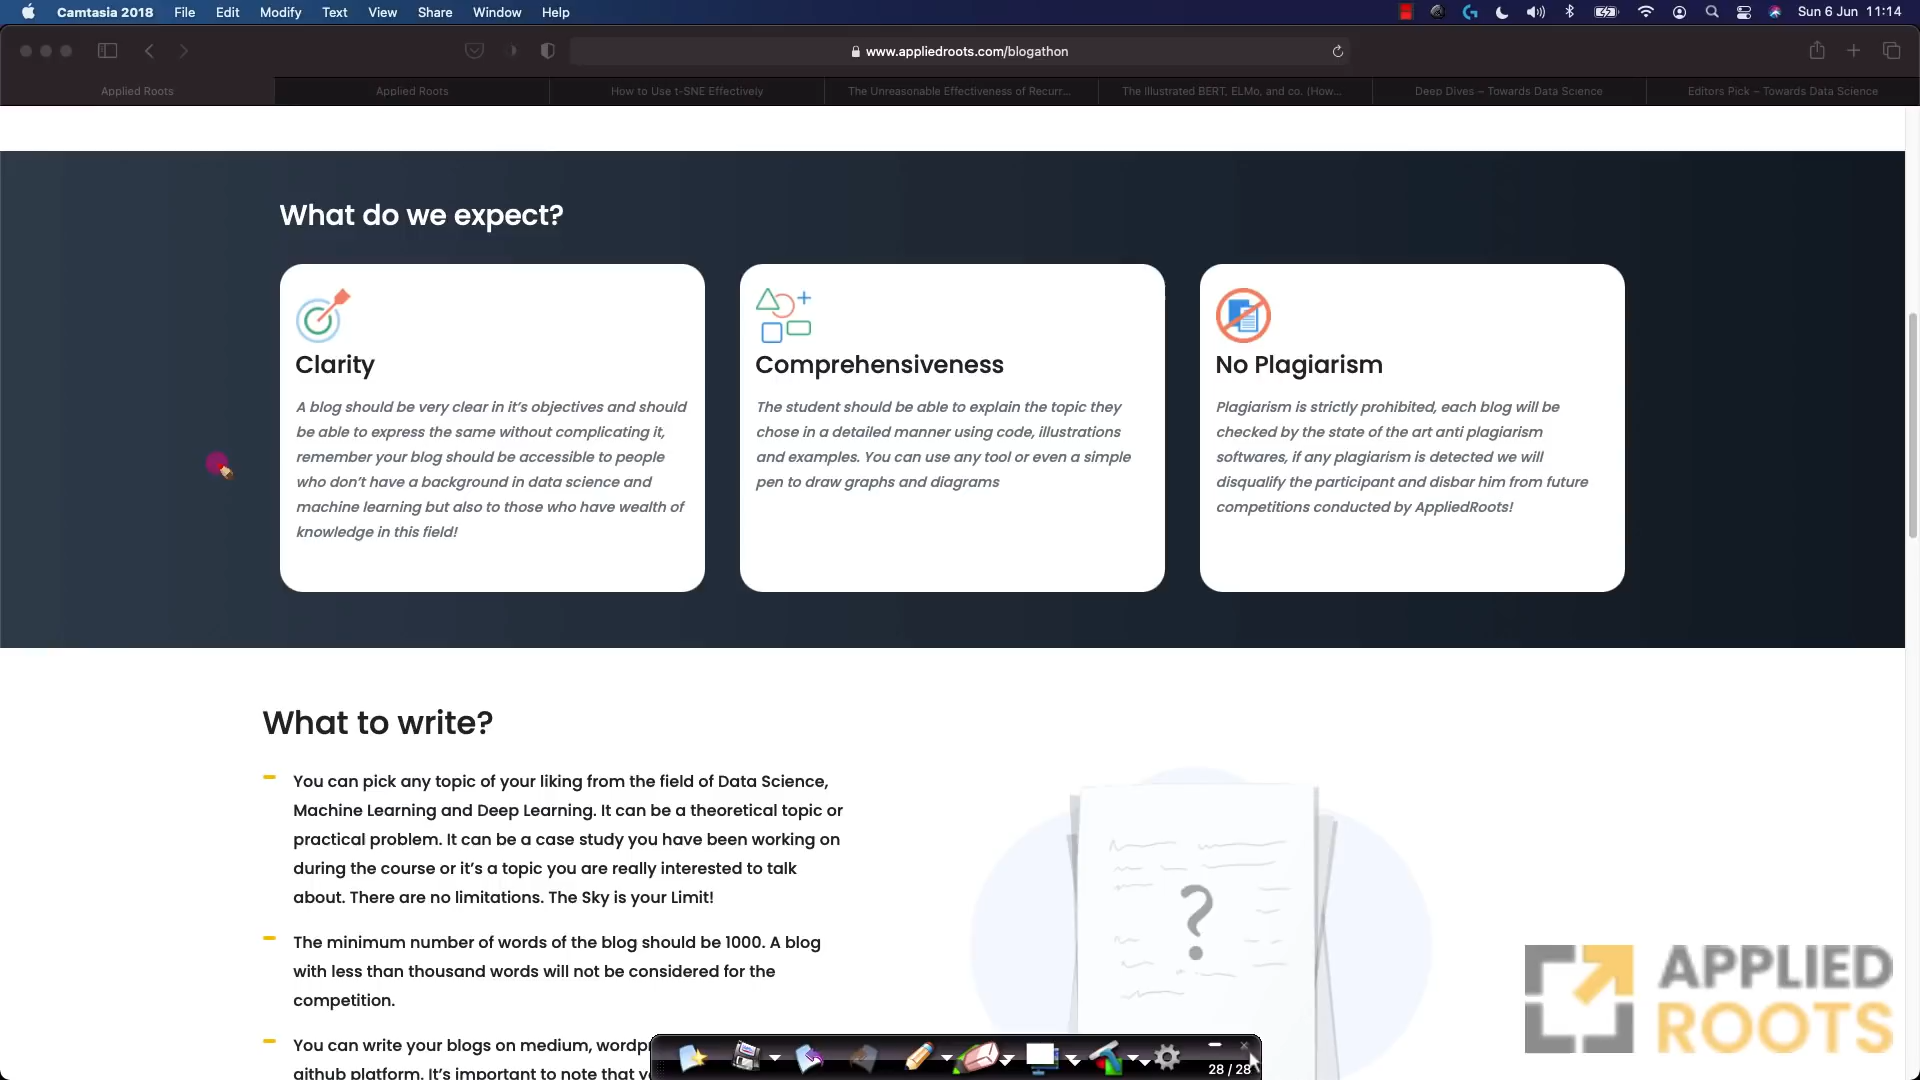 Camtasia 2018 File Edit Modify Text View Share Window Help Sun 6 Jun 11:14
www.appliedroots.com/blogathon
Applied Roots
Applied Roots
How to Use t-SNE Effectively
The Unreasonable Effectiveness of Recurr...
The Illustrated BERT, ELMo, and co. (How...
Deep Dives – Towards Data Science
Editors Pick – Towards Data Science
What do we expect?
Clarity
A blog should be very clear in it's objectives and should
be able to express the same without complicating it,
remember your blog should be accessible to people
who don't have a background in data science and
machine learning but also to those who have wealth of
knowledge in this field!
Comprehensiveness
The student should be able to explain the topic they
chose in a detailed manner using code, illustrations
and examples. You can use any tool or even a simple
pen to draw graphs and diagrams
No Plagiarism
Plagiarism is strictly prohibited, each blog will be
checked by the state of the art anti plagiarism
softwares, if any plagiarism is detected we will
disqualify the participant and disbar him from future
competitions conducted by AppliedRoots!
What to write?
You can pick any topic of your liking from the field of Data Science,
Machine Learning and Deep Learning. It can be a theoretical topic or
practical problem. It can be a case study you have been working on
during the course or it's a topic you are really interested to talk
about. There are no limitations. The Sky is your Limit!
The minimum number of words of the blog should be 1000. A blog
with less than thousand words will not be considered for the
competition.
You can write your blogs on medium,
github platform. It's important to note that
?
APPLIED
ROOTS
28 / 28